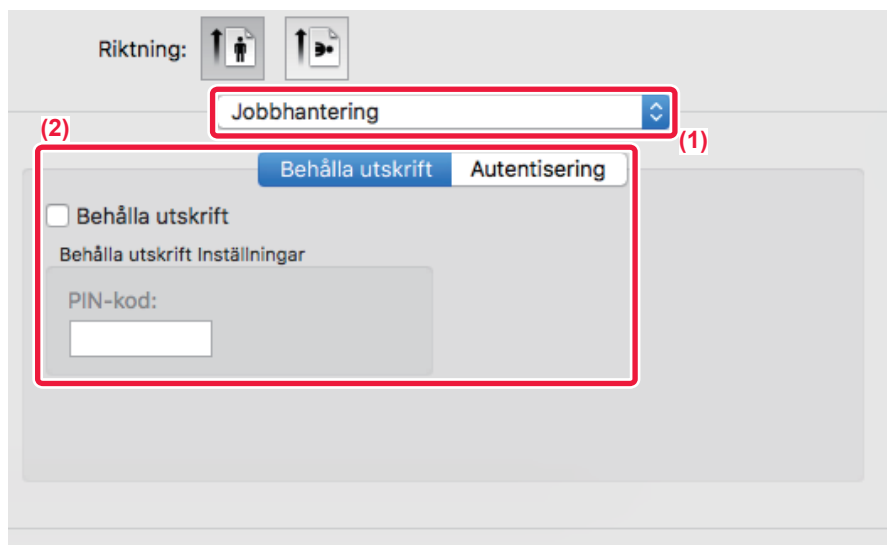 Riktning:
Jobbhantering
(1)
(2)
Behålla utskrift Autentisering
Behålla utskrift
Behålla utskrift Inställningar
PIN-kod: